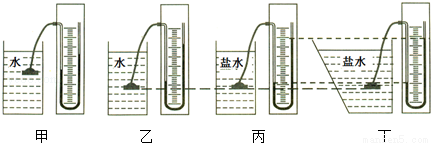 水 水 盐水 盐水
甲 乙 丙 丁